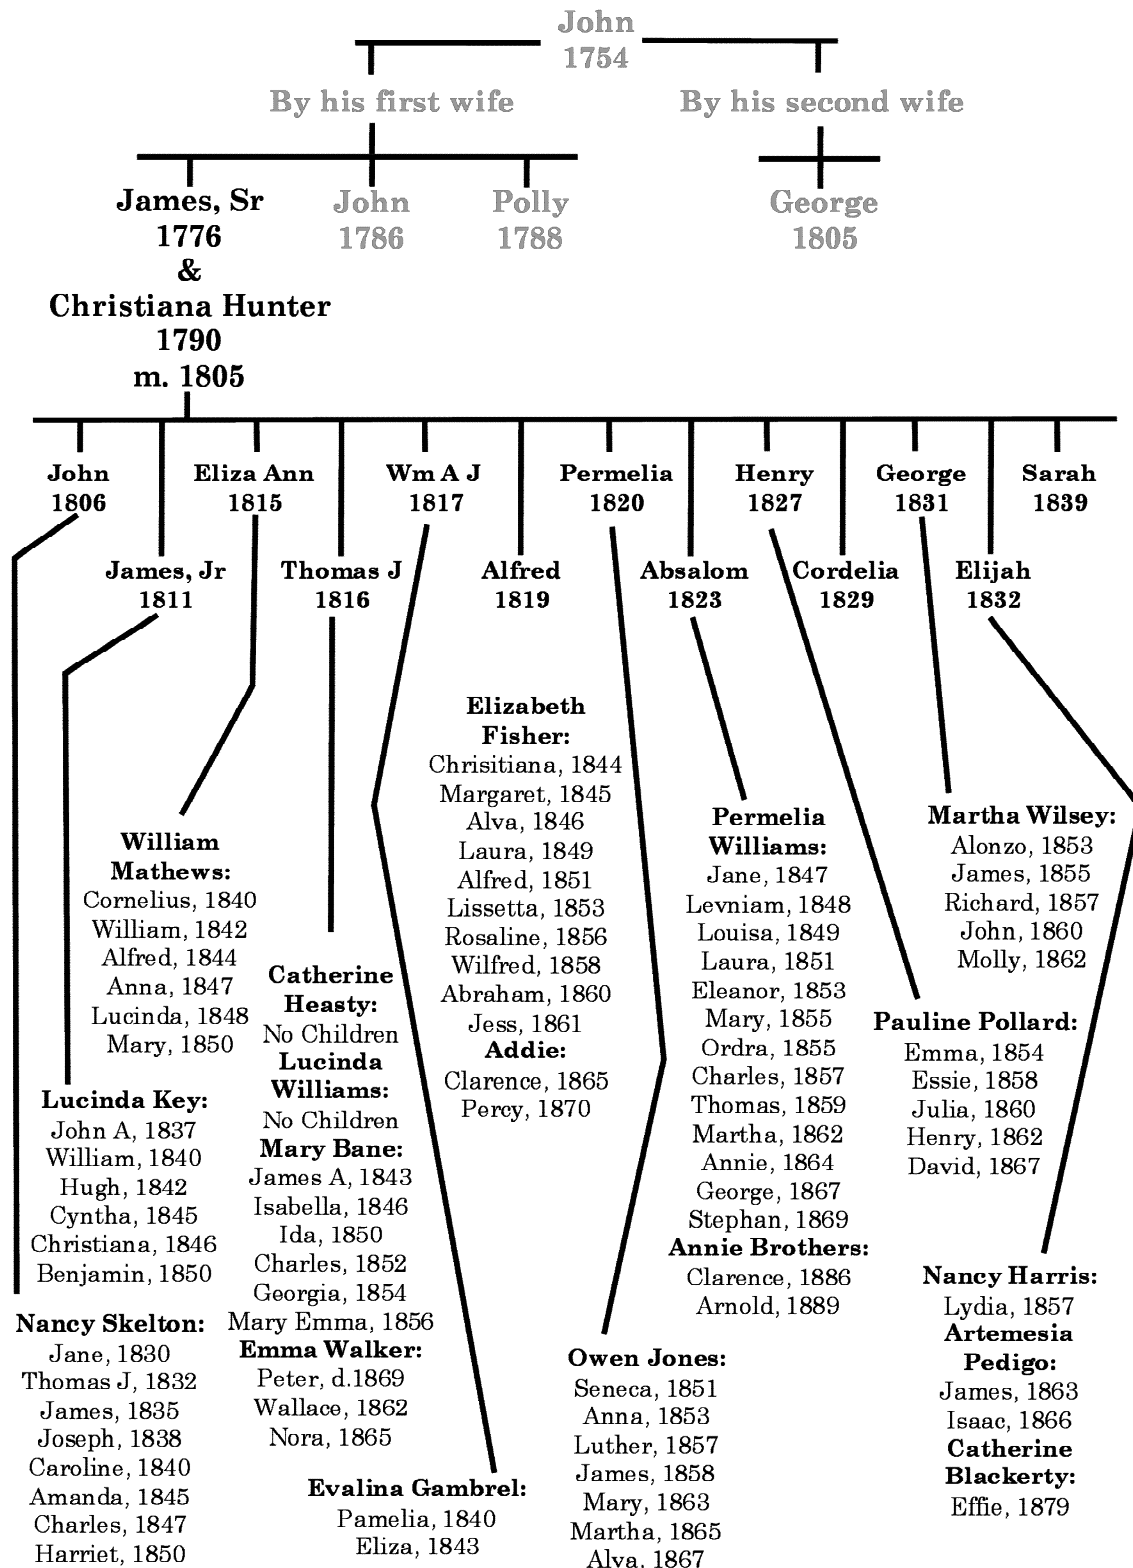 John
1754
By his first wife
By his second wife
James, Sr
1776
&
Christiana Hunter
1790
m. 1805
John
1786
Polly
1788
George
1805
John
1806
James, Jr
1811
Eliza Ann
1815
Thomas J
1816
Wm A J
1817
Alfred
1819
Permelia
1820
Absalom
1823
Henry
1827
Cordelia
1829
George
1831
Elijah
1832
Sarah
1839
Nancy Skelton:
Jane, 1830
Thomas J, 1832
James, 1835
Joseph, 1838
Caroline, 1840
Amanda, 1845
Charles, 1847
Harriet, 1850
Lucinda Key:
John A, 1837
William, 1840
Hugh, 1842
Cyntha, 1845
Christiana, 1846
Benjamin, 1850
William
Mathews:
Cornelius, 1840
William, 1842
Alfred, 1844
Anna, 1847
Lucinda, 1848
Mary, 1850
Catherine
Heasty:
No Children
Lucinda
Williams:
No Children
Mary Bane:
James A, 1843
Isabella, 1846
Ida, 1850
Charles, 1852
Georgia, 1854
Mary Emma, 1856
Emma Walker:
Peter, d.1869
Wallace, 1862
Nora, 1865
Evalina Gambrel:
Pamelia, 1840
Eliza, 1843
Elizabeth
Fisher:
Chrisitiana, 1844
Margaret, 1845
Alva, 1846
Laura, 1849
Alfred, 1851
Lissetta, 1853
Rosaline, 1856
Wilfred, 1858
Abraham, 1860
Jess, 1861
Addie:
Clarence, 1865
Percy, 1870
Owen Jones:
Seneca, 1851
Anna, 1853
Luther, 1857
James, 1858
Mary, 1863
Martha, 1865
Alva, 1867
Permelia
Williams:
Jane, 1847
Levniam, 1848
Louisa, 1849
Laura, 1851
Eleanor, 1853
Mary, 1855
Ordra, 1855
Charles, 1857
Thomas, 1859
Martha, 1862
Annie, 1864
George, 1867
Stephan, 1869
Annie Brothers:
Clarence, 1886
Arnold, 1889
Pauline Pollard:
Emma, 1854
Essie, 1858
Julia, 1860
Henry, 1862
David, 1867
Martha Wilsey:
Alonzo, 1853
James, 1855
Richard, 1857
John, 1860
Molly, 1862
Nancy Harris:
Lydia, 1857
Artemesia
Pedigo:
James, 1863
Isaac, 1866
Catherine
Blackerty:
Effie, 1879